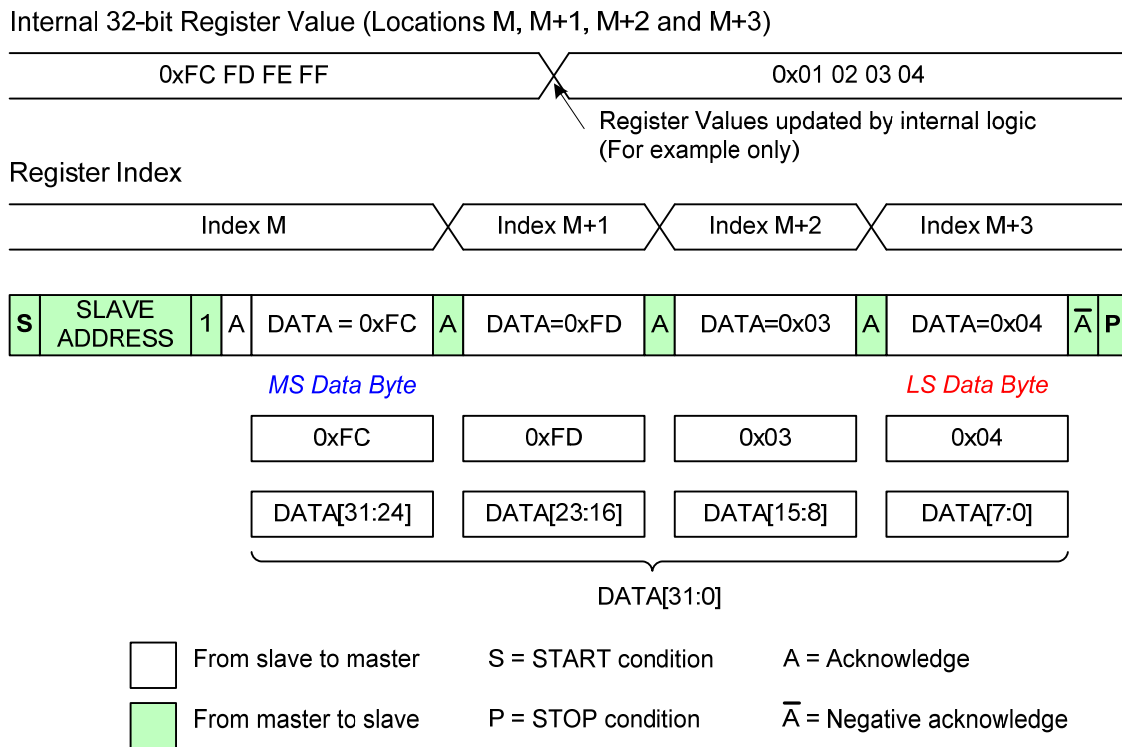 Internal 32-bit Register Value (Locations M, M+1, M+2 and M+3)
0xFC FD FE FF
0x01 02 03 04
Register Values updated by internal logic
(For example only)
Register Index
Index M
Index M+1
Index M+2
Index M+3
S
SLAVE
ADDRESS
1
A
DATA = 0xFC
A
DATA=0xFD
A
DATA=0x03
A
DATA=0x04
A̅
P
MS Data Byte
LS Data Byte
0xFC
0xFD
0x03
0x04
DATA[31:24]
DATA[23:16]
DATA[15:8]
DATA[7:0]
DATA[31:0]
From slave to master
S = START condition
A = Acknowledge
From master to slave
P = STOP condition
A̅ = Negative acknowledge